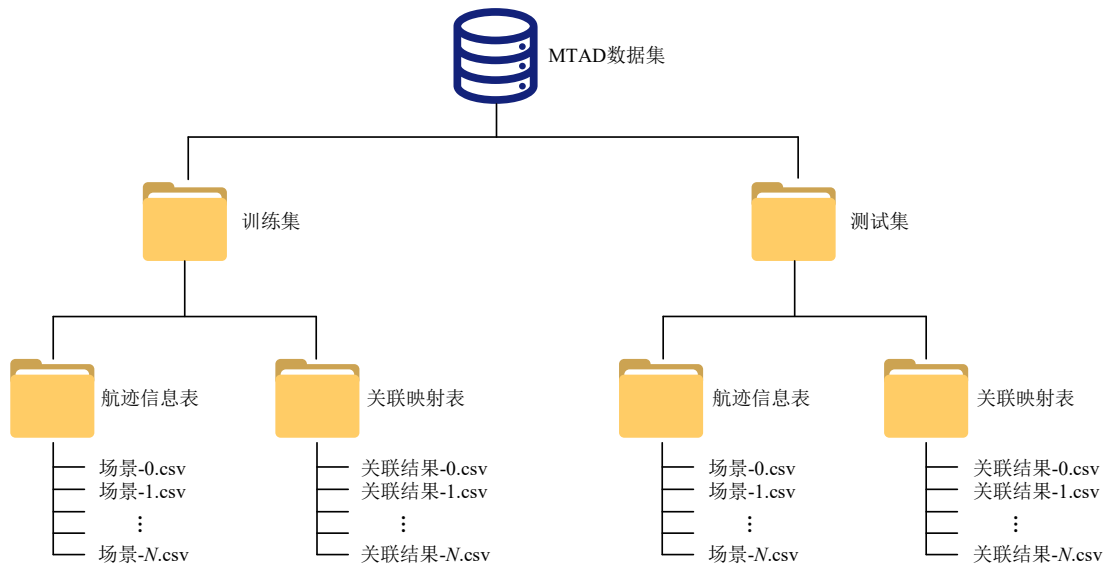 MTAD数据集
训练集
测试集
航迹信息表
关联映射表
航迹信息表
关联映射表
场景-0.csv
场景-1.csv
⋮
场景-N.csv
关联结果-0.csv
关联结果-1.csv
⋮
关联结果-N.csv
场景-0.csv
场景-1.csv
⋮
场景-N.csv
关联结果-0.csv
关联结果-1.csv
⋮
关联结果-N.csv